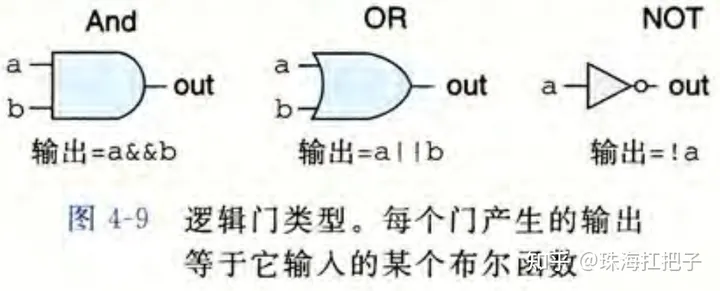 And OR NOT
a out a out a out
b b
输出=a&&b 输出=a||b 输出=!a
图 4-9 逻辑门类型。每个门产生的输出
等于它输入的某个布尔函数
知乎 @珠海扛把子